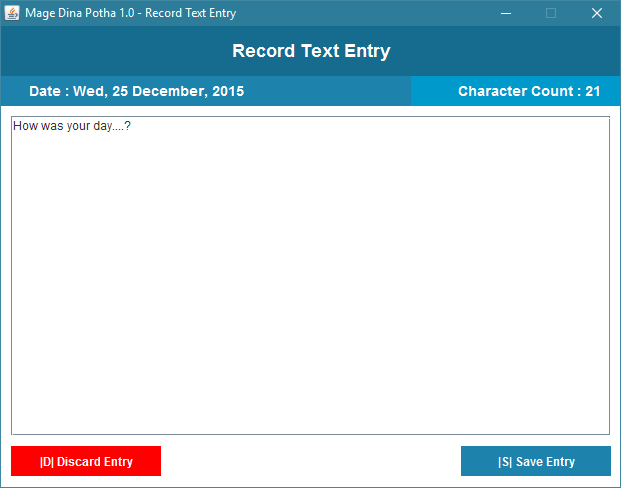 Mage Dina Potha 1.0 - Record Text Entry
Record Text Entry
Date : Wed, 25 December, 2015
Character Count : 21
How was your day....?
|D| Discard Entry
|S| Save Entry